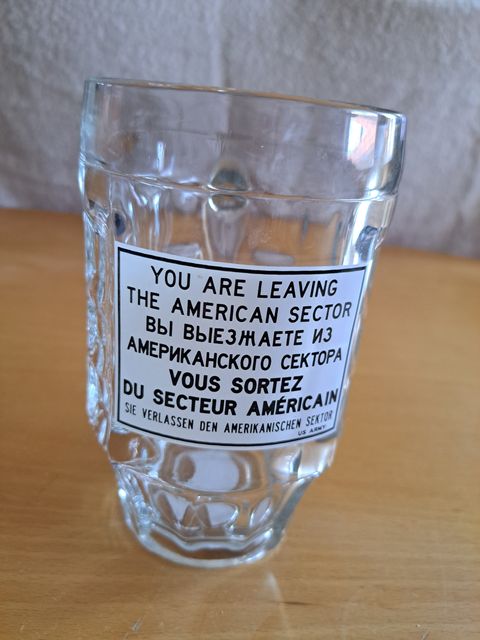 YOU ARE LEAVING
THE AMERICAN SECTOR
ВЫ ВЫЕЗЖАЕТЕ ИЗ
АМЕРИКАНСКОГО СЕКТОРА
VOUS SORTEZ
DU SECTEUR AMÉRICAIN
SIE VERLASSEN DEN AMERIKANISCHEN SEKTOR
US ARMY